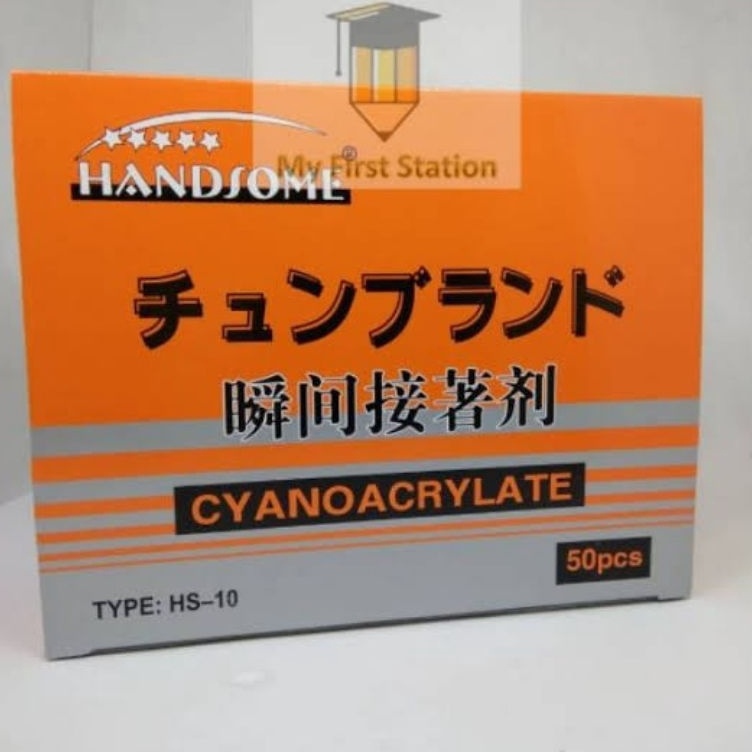 My First Station
HANDSOME®
チュンブランド
瞬间接著剂
CYANOACRYLATE
50pcs
TYPE: HS–10